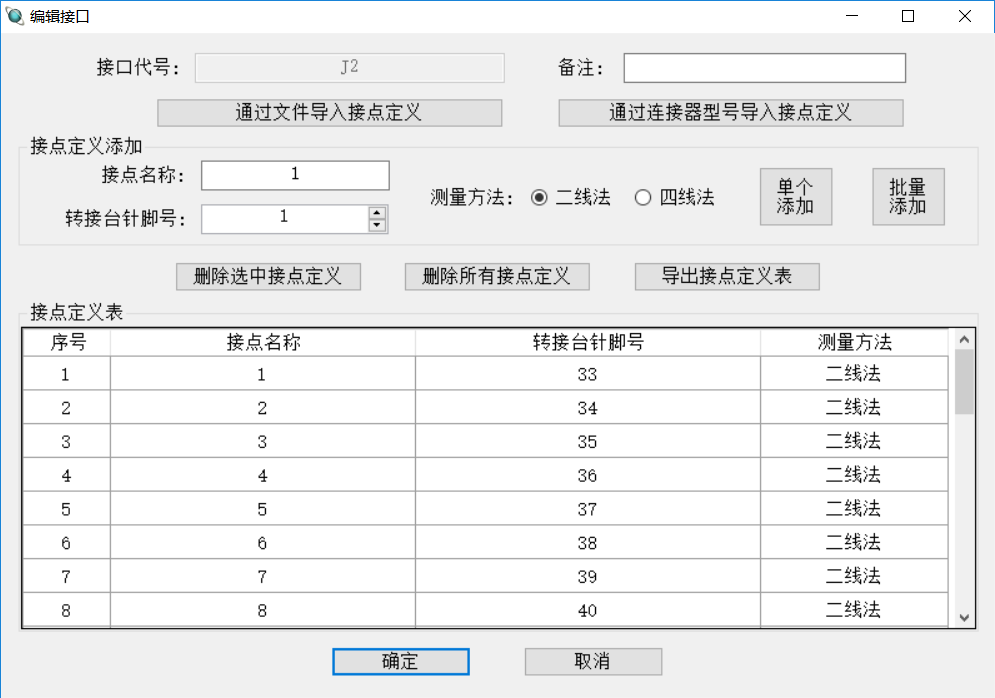 编辑接口
接口代号： J2 备注：
通过文件导入接点定义 通过连接器型号导入接点定义
接点定义添加
接点名称： 1
转接台针脚号： 1
测量方法： 二线法 四线法
单个
添加
批量
添加
删除选中接点定义 删除所有接点定义 导出接点定义表
接点定义表
序号 接点名称 转接台针脚号 测量方法
1 1 33 二线法
2 2 34 二线法
3 3 35 二线法
4 4 36 二线法
5 5 37 二线法
6 6 38 二线法
7 7 39 二线法
8 8 40 二线法
确定 取消